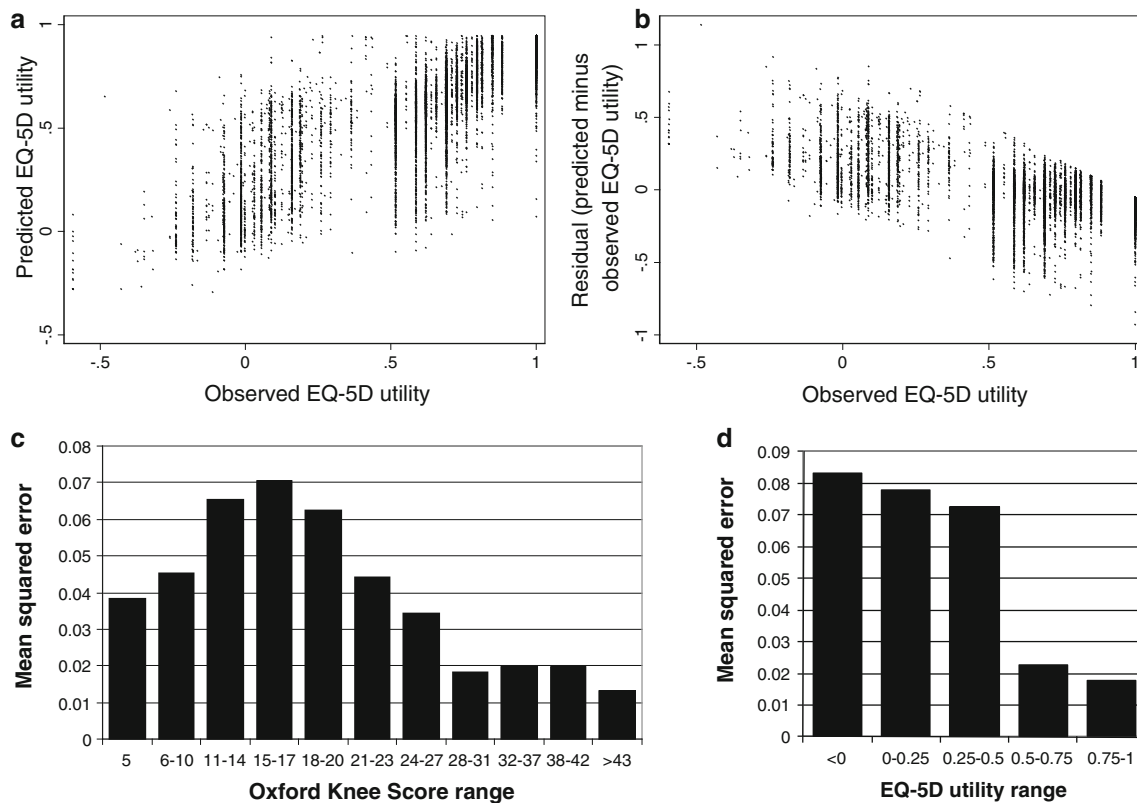 a
Predicted EQ-5D utility
1
.5
0
-.5
-.5 0 .5 1
Observed EQ-5D utility
b
Residual (predicted minus
observed EQ-5D utility)
1
.5
0
-.5
-1
-.5 0 .5 1
Observed EQ-5D utility
c
Mean squared error
0.08
0.07
0.06
0.05
0.04
0.03
0.02
0.01
0
5 6-10 11-14 15-17 18-20 21-23 24-27 28-31 32-37 38-42 >43
Oxford Knee Score range
d
Mean squared error
0.09
0.08
0.07
0.06
0.05
0.04
0.03
0.02
0.01
0
<0 0-0.25 0.25-0.5 0.5-0.75 0.75-1
EQ-5D utility range